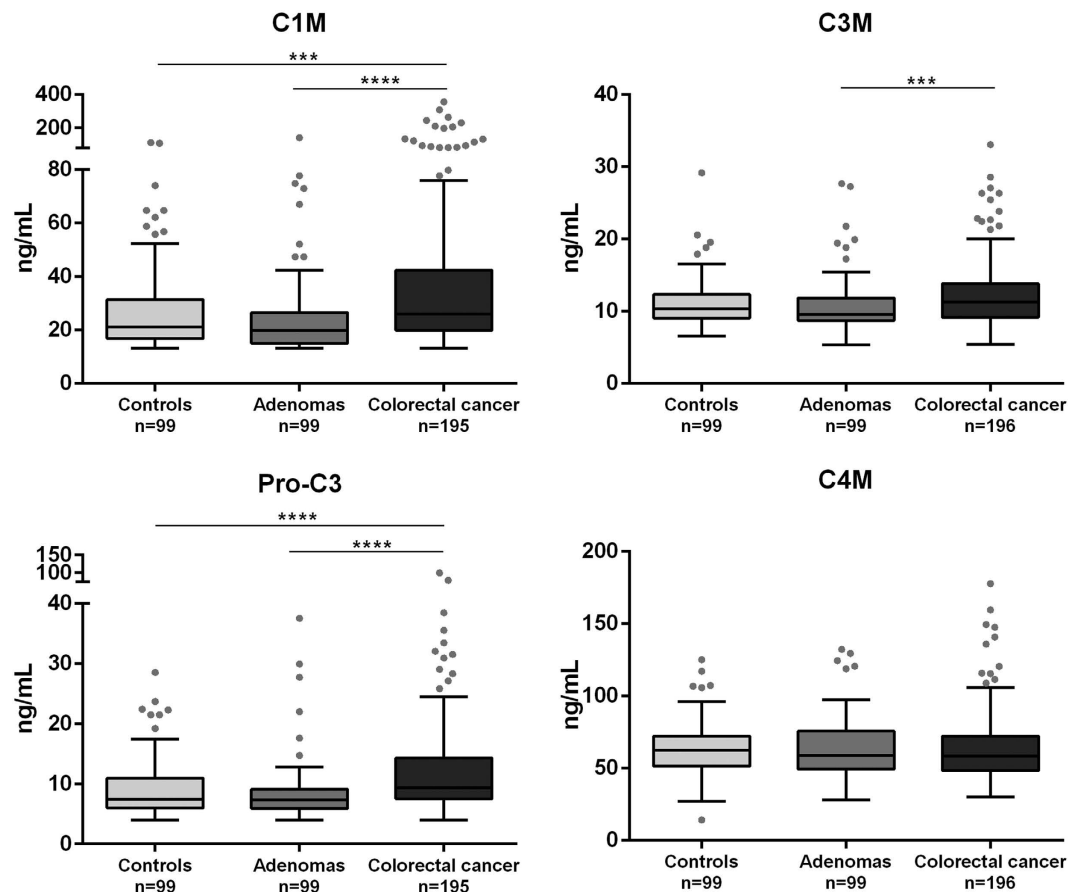 C1M
***
****
400
200
80
60
40
20
0
ng/mL
Controls
n=99
Adenomas
n=99
Colorectal cancer
n=195
C3M
***
40
30
20
10
0
ng/mL
Controls
n=99
Adenomas
n=99
Colorectal cancer
n=196
Pro-C3
****
****
150
100
40
30
20
10
0
ng/mL
Controls
n=99
Adenomas
n=99
Colorectal cancer
n=195
C4M
200
150
100
50
0
ng/mL
Controls
n=99
Adenomas
n=99
Colorectal cancer
n=196